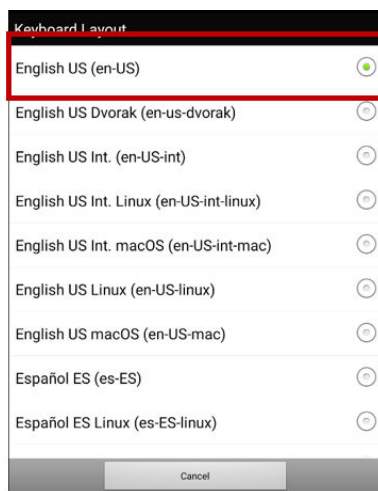 Keyboard Layout
English US (en-US)
English US Dvorak (en-us-dvorak)
English US Int. (en-US-int)
English US Int. Linux (en-US-int-linux)
English US Int. macOS (en-US-int-mac)
English US Linux (en-US-linux)
English US macOS (en-US-mac)
Español ES (es-ES)
Español ES Linux (es-ES-linux)
Cancel